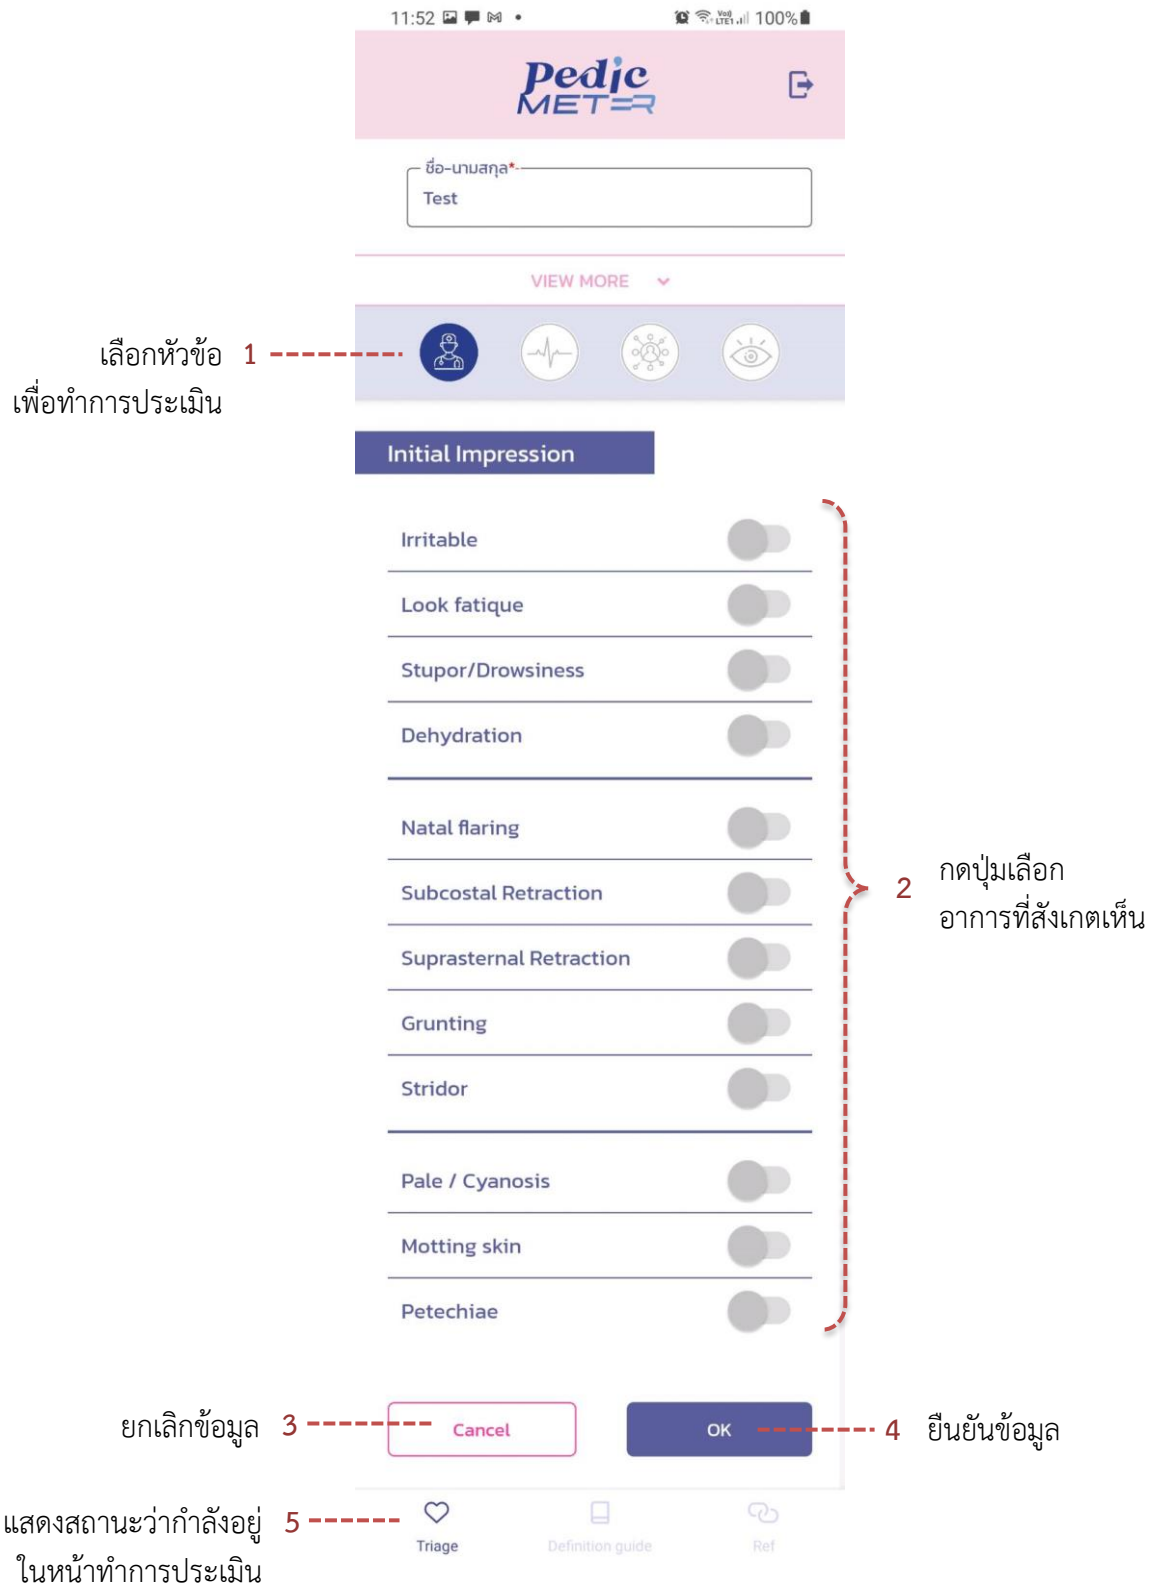 11:52
Vo))
LTE1
100%
Pedic
METER
ชื่อ-นามสกุล*
Test
VIEW MORE
เลือกหัวข้อ 1
เพื่อทำการประเมิน
Initial Impression
Irritable
Look fatique
Stupor/Drowsiness
Dehydration
Natal flaring
Subcostal Retraction
Suprasternal Retraction
Grunting
Stridor
Pale / Cyanosis
Motting skin
Petechiae
2 กดปุ่มเลือก
อาการที่สังเกตเห็น
ยกเลิกข้อมูล 3
Cancel
OK
4 ยืนยันข้อมูล
แสดงสถานะว่ากำลังอยู่ 5
ในหน้าทำการประเมิน
Triage
Definition guide
Ref